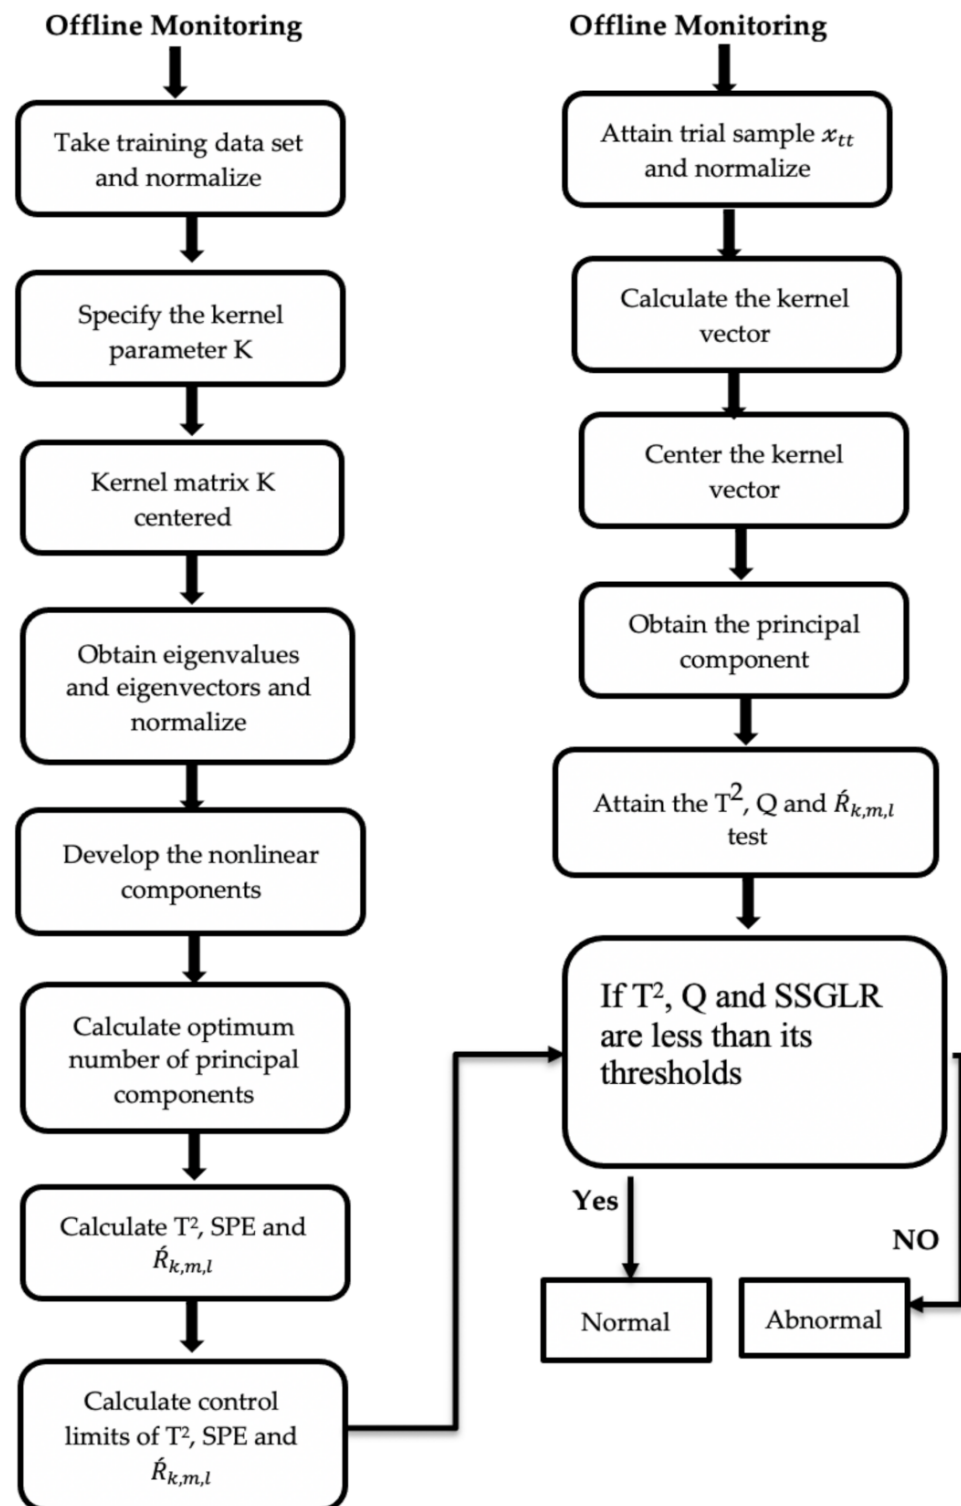 Offline Monitoring
Take training data set
and normalize
Specify the kernel
parameter K
Kernel matrix K
centered
Obtain eigenvalues
and eigenvectors and
normalize
Develop the nonlinear
components
Calculate optimum
number of principal
components
Calculate T², SPE and
Ŕₖ,ₘ,ₗ
Calculate control
limits of T², SPE and
Ŕₖ,ₘ,ₗ
Offline Monitoring
Attain trial sample xₜₜ
and normalize
Calculate the kernel
vector
Center the kernel
vector
Obtain the principal
component
Attain the T², Q and Ŕₖ,ₘ,ₗ
test
If T², Q and SSGLR
are less than its
thresholds
Yes
NO
Normal
Abnormal